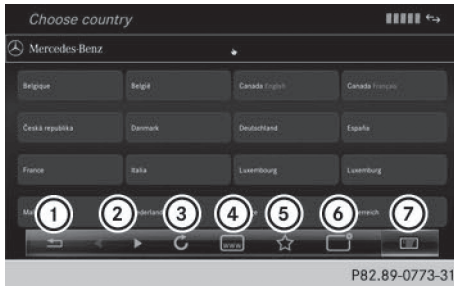 Choose country
Mercedes-Benz
Belgique België Canada English Canada Français
Česká republika Danmark Deutschland España
France Italia Luxembourg Luxemburg
① ② ③ ④ ⑤ ⑥ ⑦
www
P82.89-0773-31